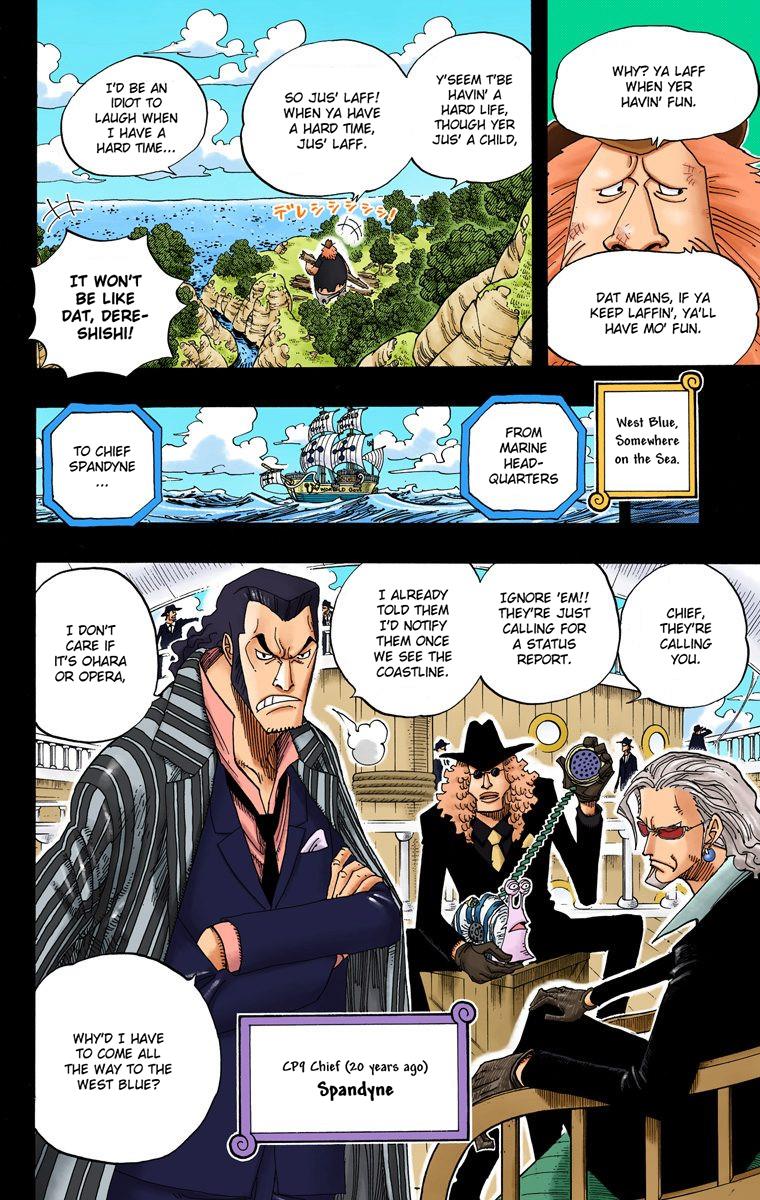 WHY? YA LAFF
WHEN YER
HAVIN' FUN.
DAT MEANS, IF YA
KEEP LAFFIN', YA'LL
HAVE MO' FUN.
Y'SEEM T'BE
HAVIN' A
HARD LIFE,
THOUGH YER
JUS' A CHILD,
SO JUS' LAFF!
WHEN YA HAVE
A HARD TIME,
JUS' LAFF.
I'D BE AN
IDIOT TO
LAUGH WHEN
I HAVE A
HARD TIME...
デレシシシシシ!
IT WON'T
BE LIKE
DAT, DERE-
SHISHI!
West Blue,
Somewhere
on the Sea.
FROM
MARINE
HEAD-
QUARTERS
TO CHIEF
SPANDYNE
...
CHIEF,
THEY'RE
CALLING
YOU.
IGNORE 'EM!!
THEY'RE JUST
CALLING FOR
A STATUS
REPORT.
I ALREADY
TOLD THEM
I'D NOTIFY
THEM ONCE
WE SEE THE
COASTLINE.
I DON'T
CARE IF
IT'S OHARA
OR OPERA,
WHY'D I HAVE
TO COME ALL
THE WAY TO THE
WEST BLUE?
CP9 Chief (20 years ago)
Spandyne